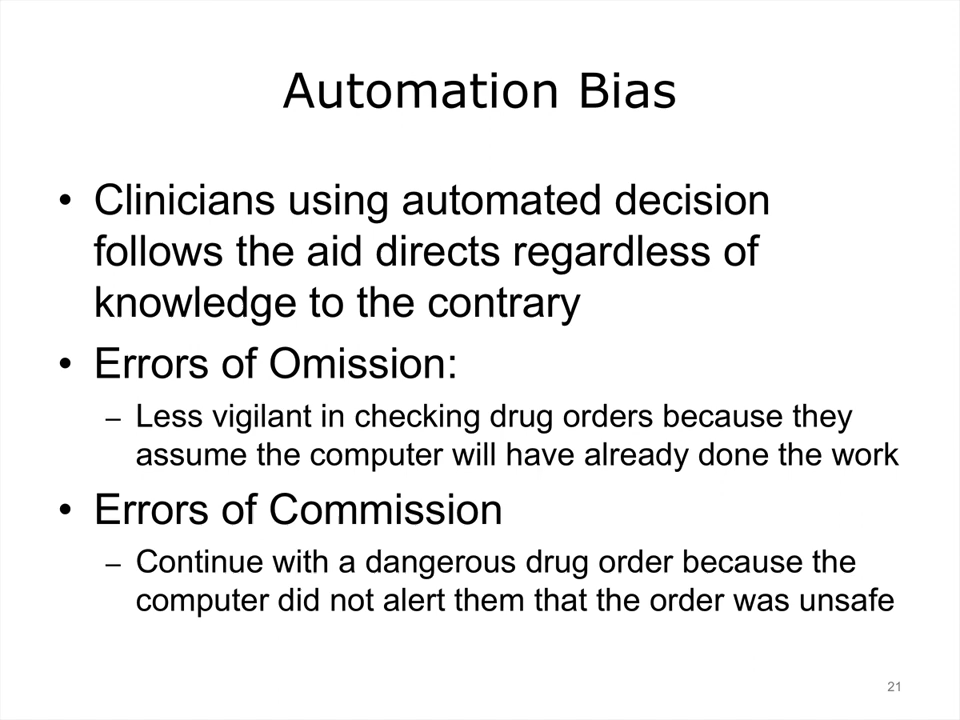 Automation Bias
• Clinicians using automated decision
follows the aid directs regardless of
knowledge to the contrary
• Errors of Omission:
– Less vigilant in checking drug orders because they
assume the computer will have already done the work
• Errors of Commission
– Continue with a dangerous drug order because the
computer did not alert them that the order was unsafe
21